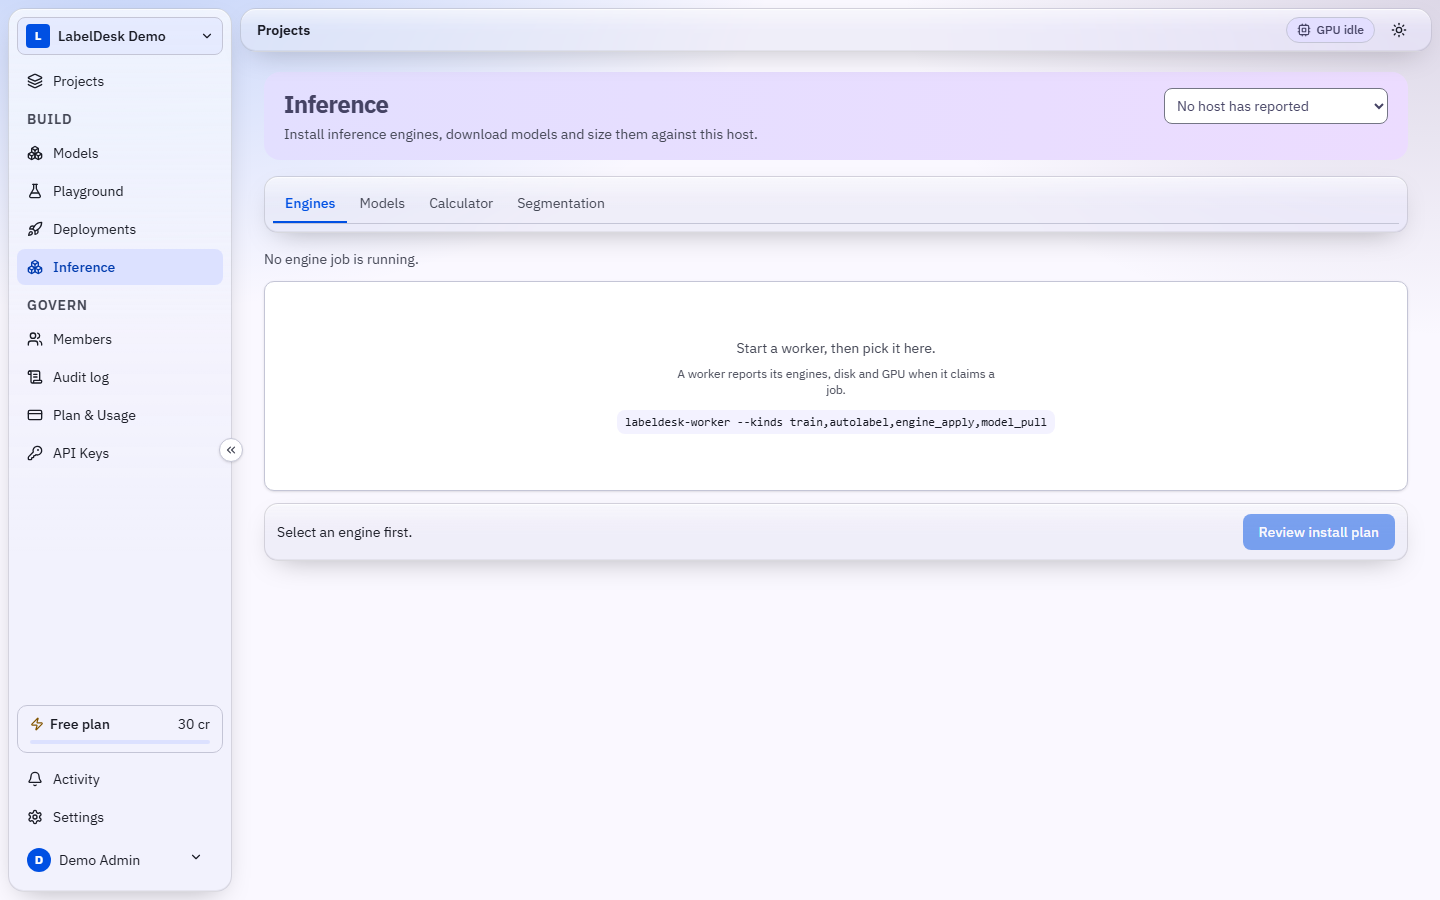 L LabelDesk Demo
Projects
BUILD
Models
Playground
Deployments
Inference
GOVERN
Members
Audit log
Plan & Usage
API Keys
Free plan 30 cr
Activity
Settings
D Demo Admin
Projects
GPU idle
Inference
Install inference engines, download models and size them against this host.
No host has reported
Engines Models Calculator Segmentation
No engine job is running.
Start a worker, then pick it here.
A worker reports its engines, disk and GPU when it claims a
job.
labeldesk-worker --kinds train,autolabel,engine_apply,model_pull
Select an engine first.
Review install plan